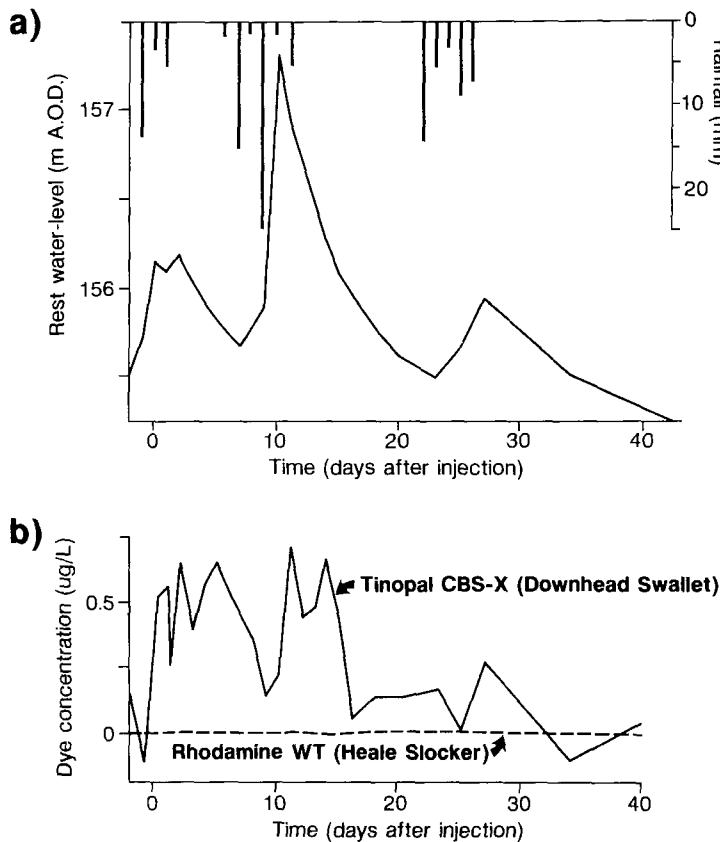 a)
0
10
20
Rainfall (mm)
157
156
Rest water-level (m A.O.D.)
0
10
20
30
40
Time (days after injection)
b)
0.5
0
Dye concentration (ug/L)
Tinopal CBS-X (Downhead Swallet)
Rhodamine WT (Heale Slocker)
0
10
20
30
40
Time (days after injection)